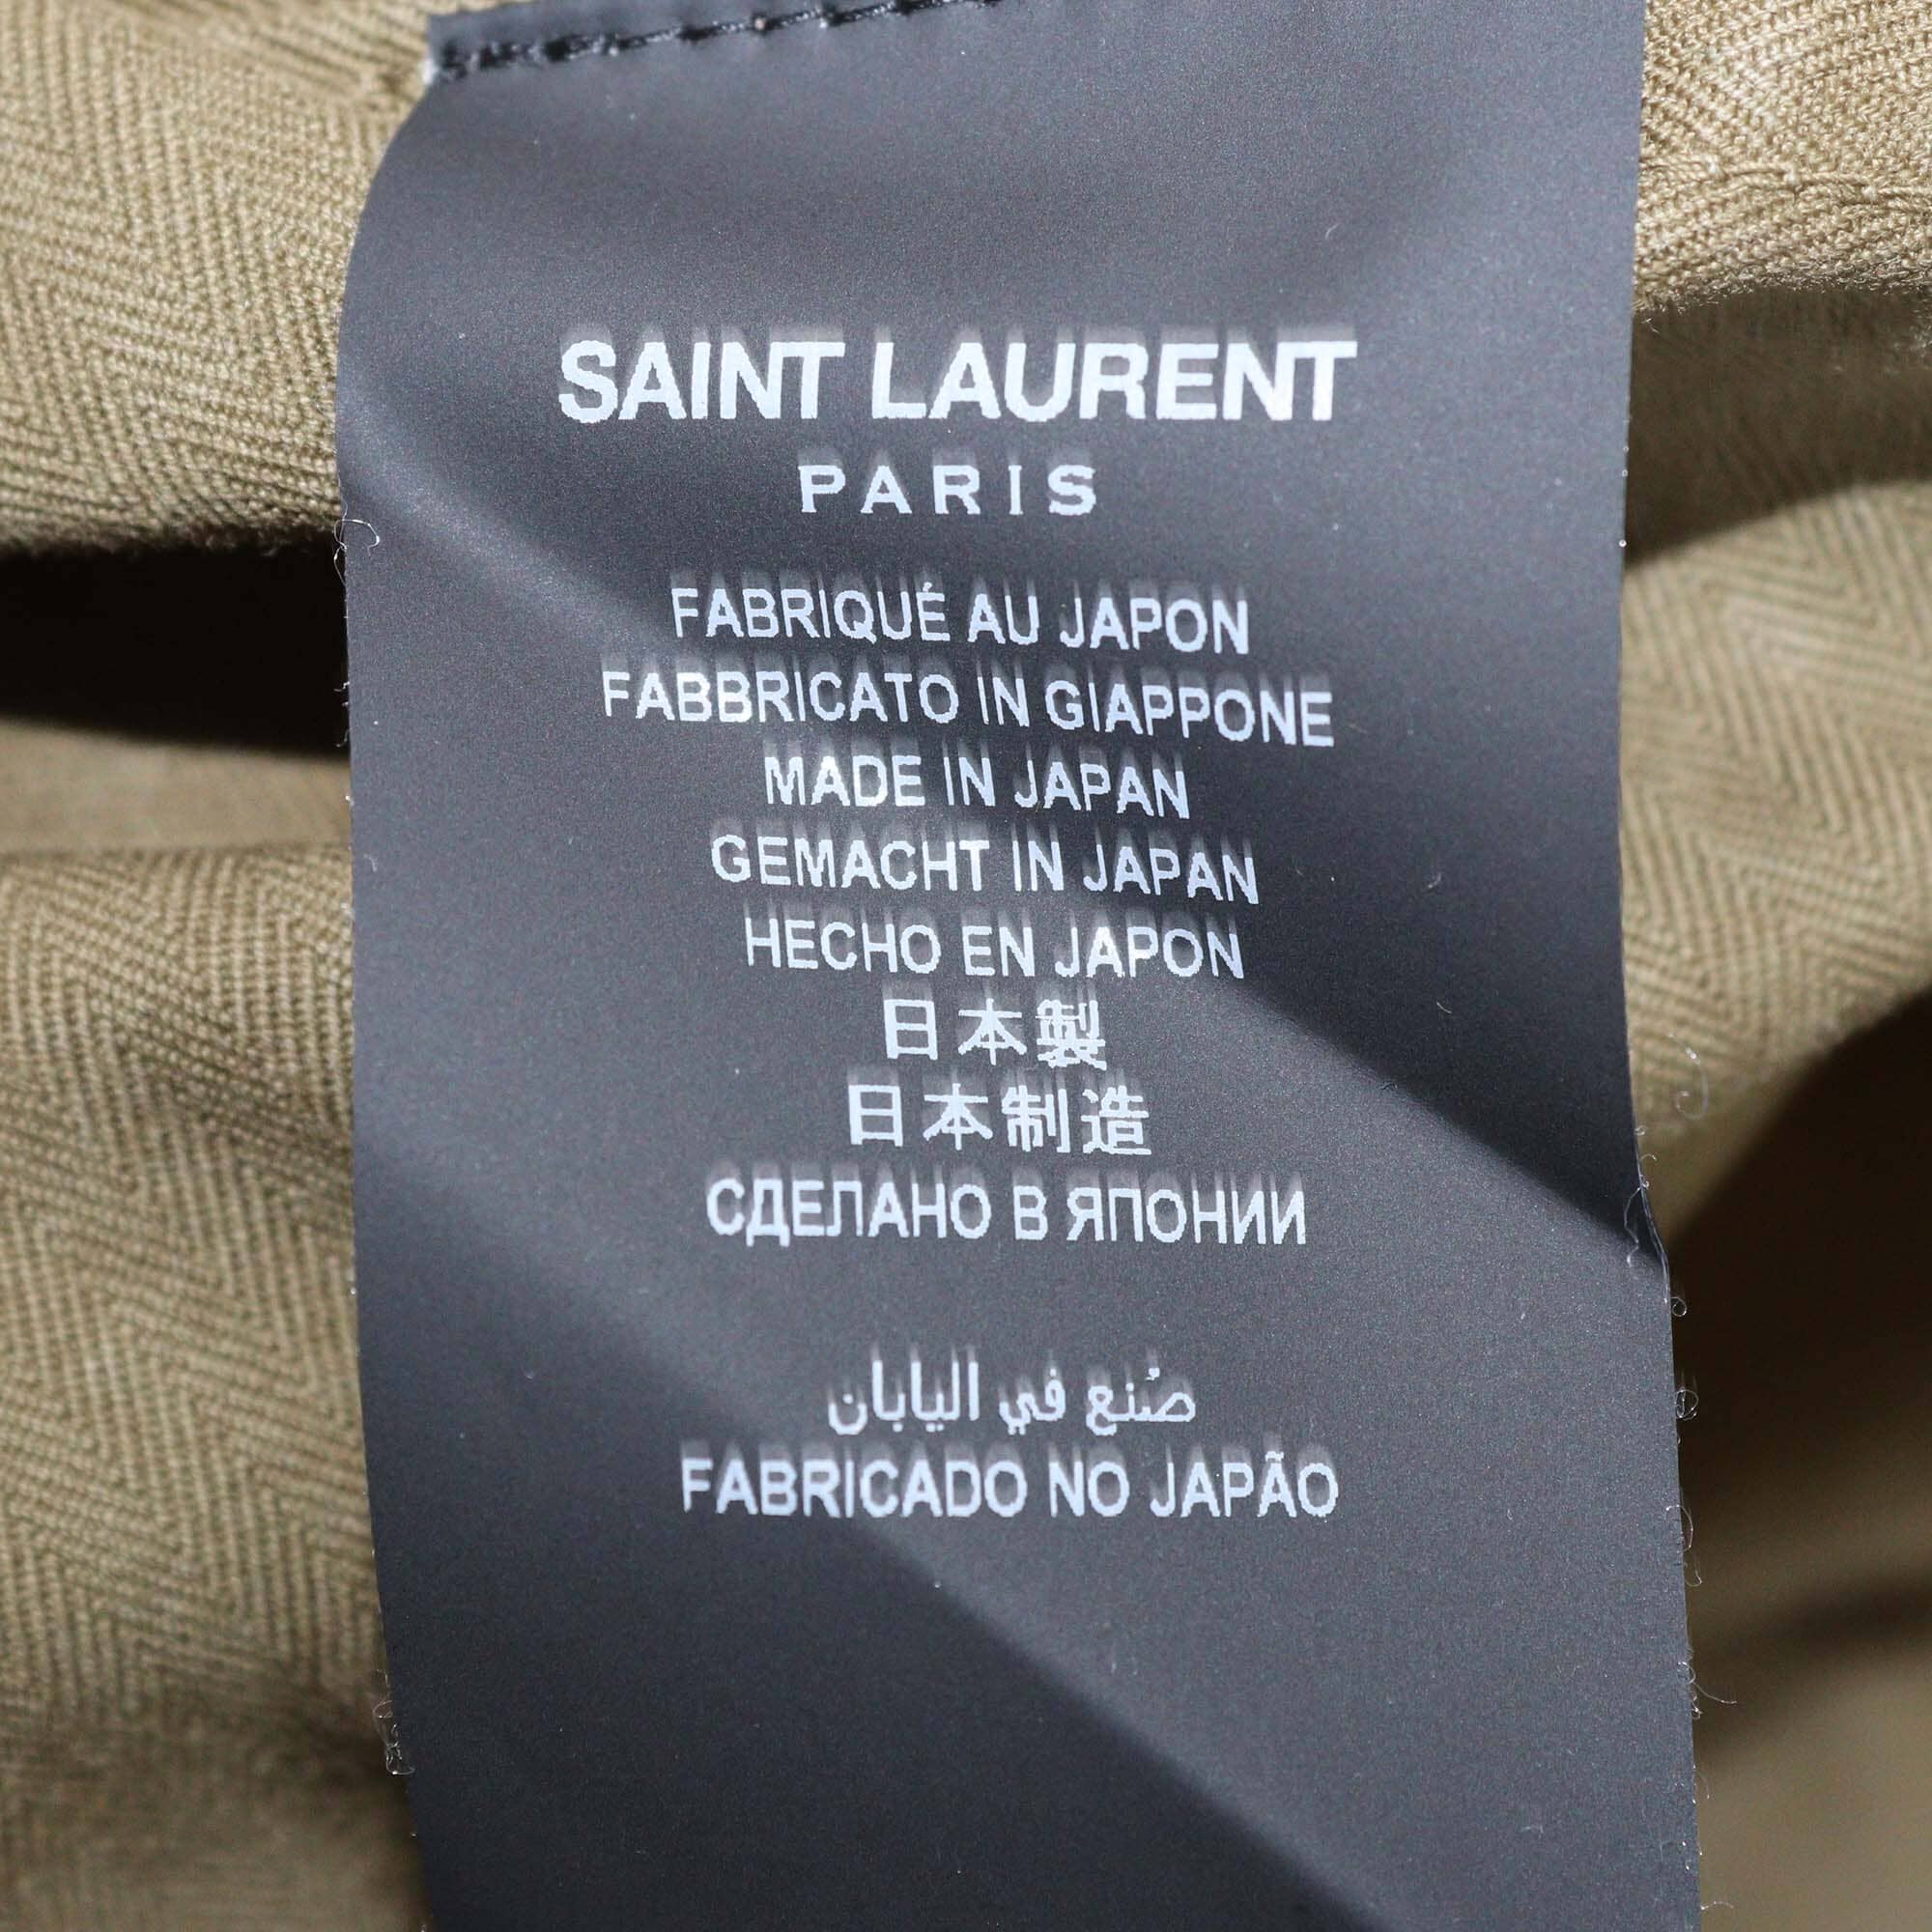 SAINT LAURENT
PARIS
FABRIQUÉ AU JAPON
FABBRICATO IN GIAPPONE
MADE IN JAPAN
GEMACHT IN JAPAN
HECHO EN JAPON
日本製
日本制造
СДЕЛАНО В ЯПОНИИ
صُنع في اليابان
FABRICADO NO JAPÃO